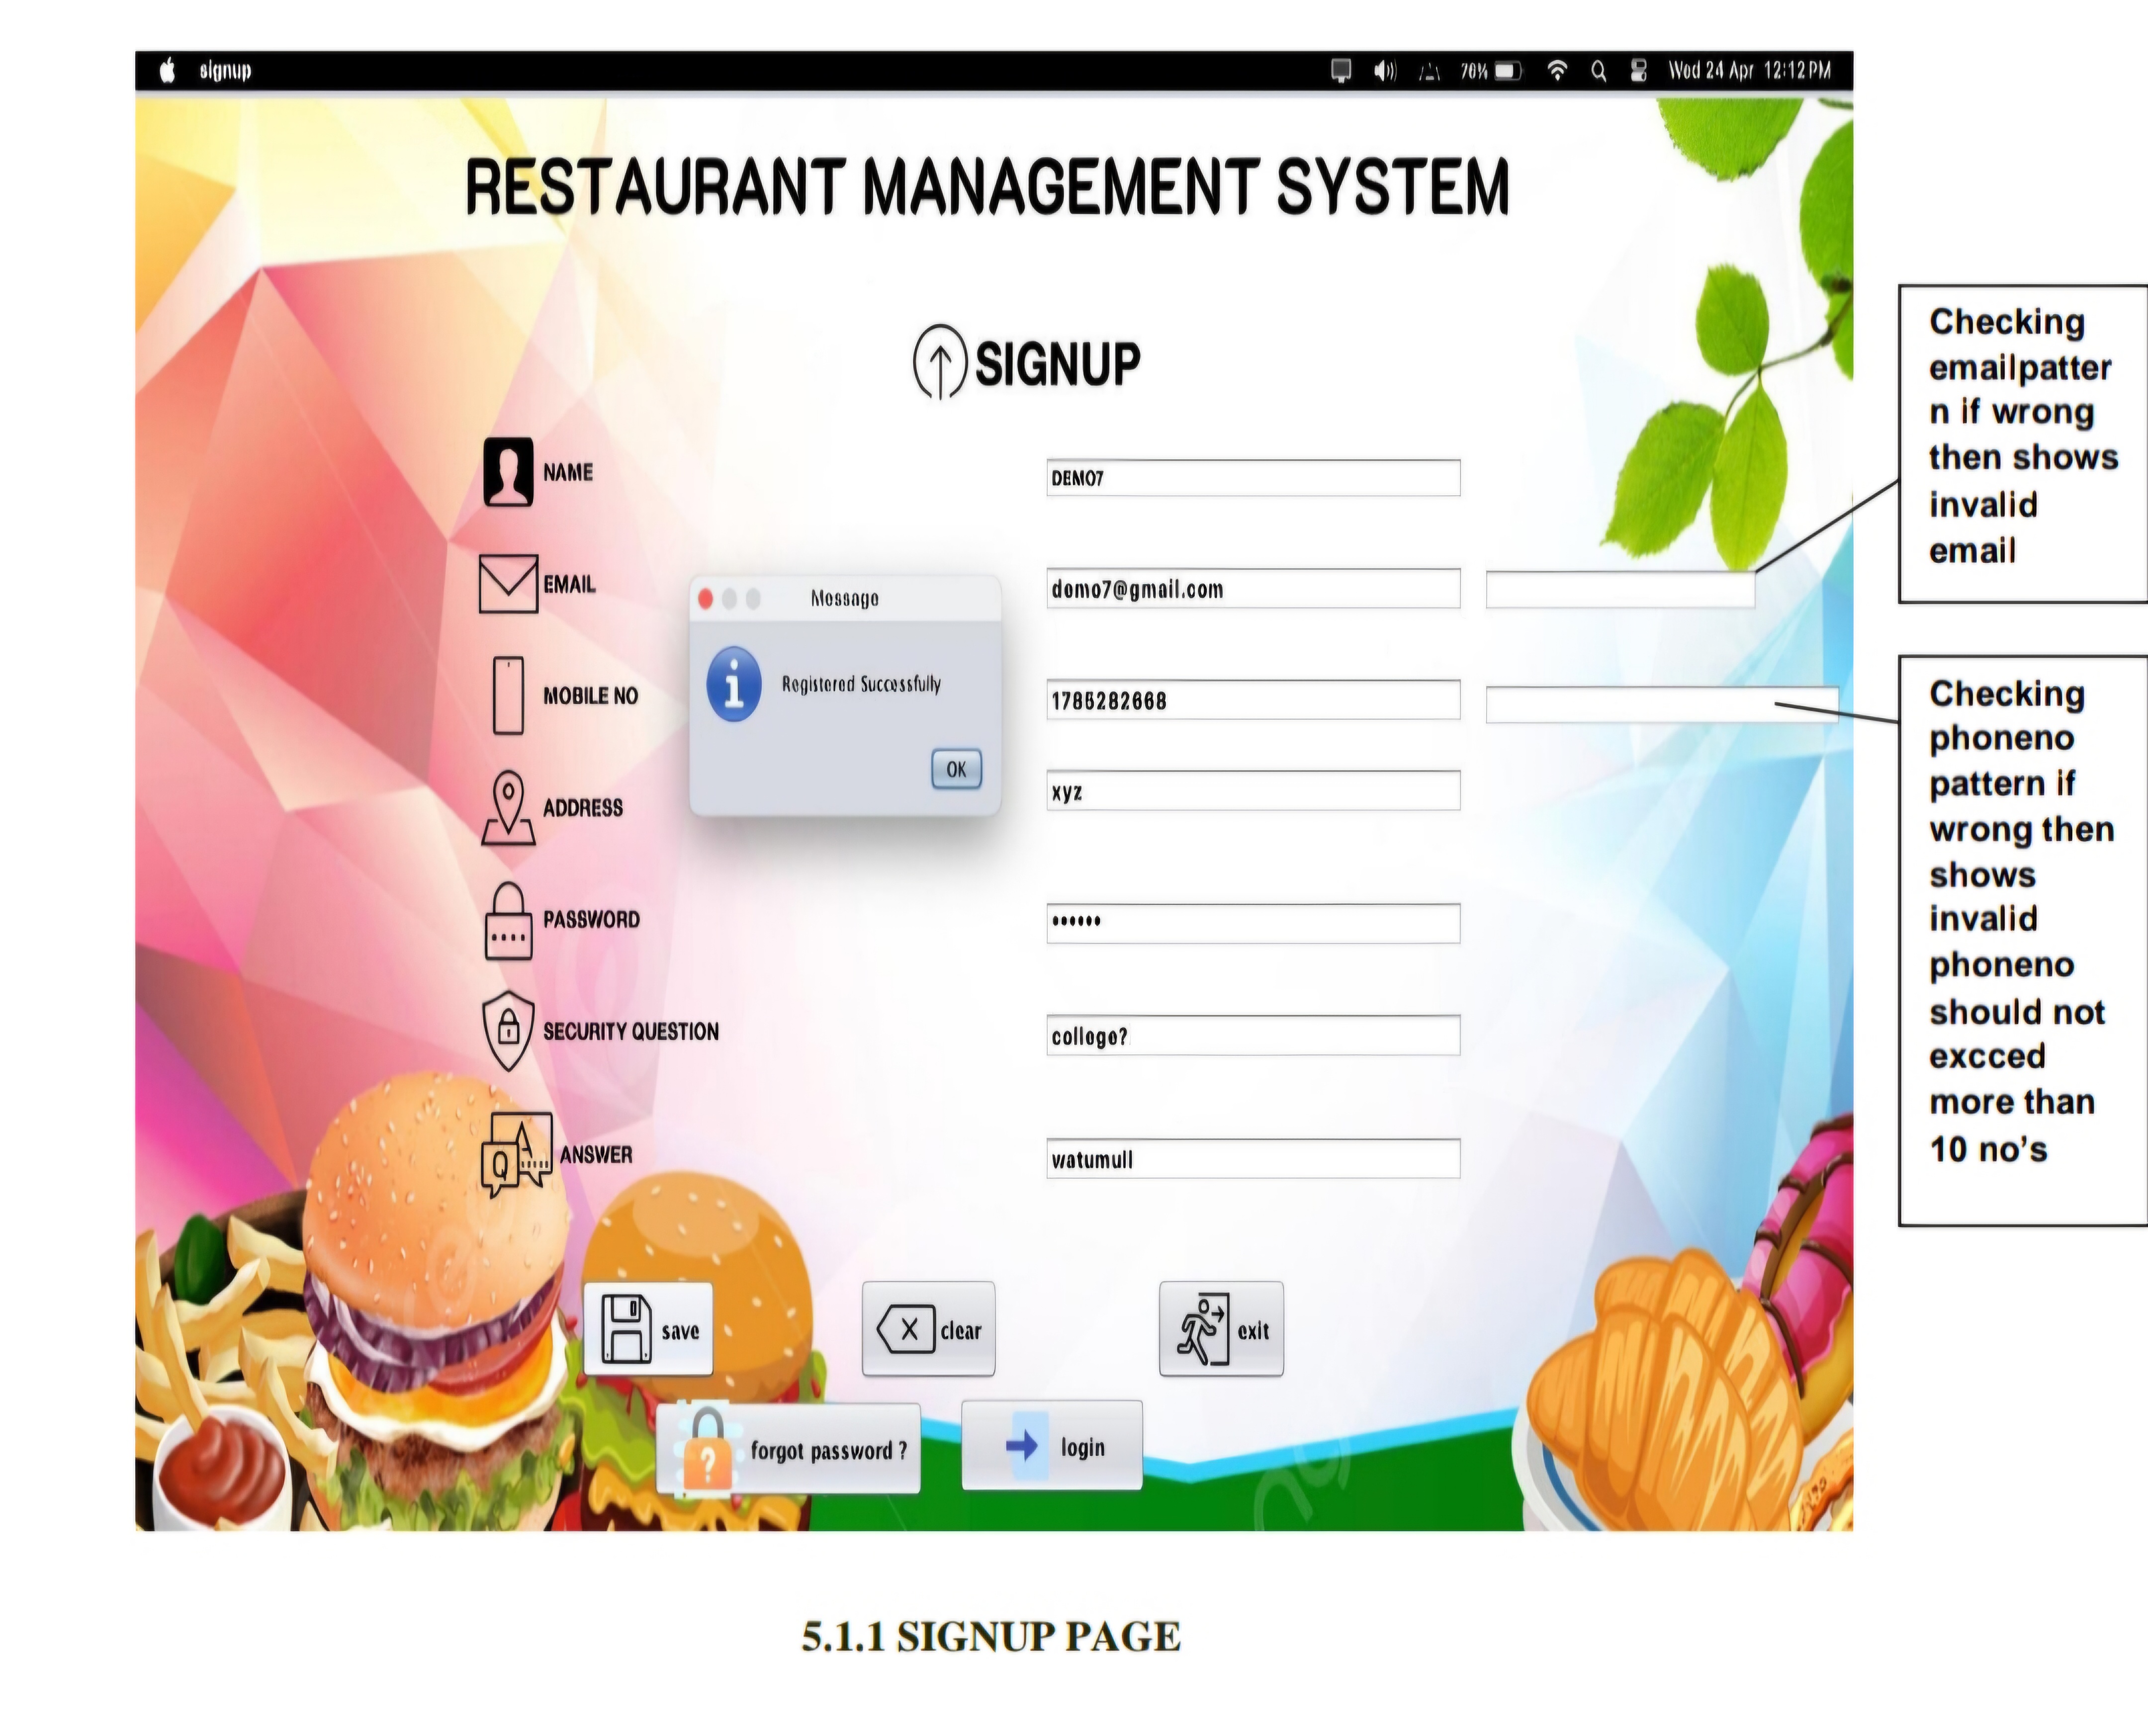 signup
76% Wed 24 Apr 12:12 PM
RESTAURANT MANAGEMENT SYSTEM
SIGNUP
NAME
DEMO7
EMAIL
demo7@gmail.com
MOBILE NO
1785282668
ADDRESS
xyz
PASSWORD
••••••
SECURITY QUESTION
college?
ANSWER
watumull
Message
Registered Successfully
OK
save
clear
exit
forgot password ?
login
Checking
emailpatter
n if wrong
then shows
invalid
email
Checking
phoneno
pattern if
wrong then
shows
invalid
phoneno
should not
excced
more than
10 no's
5.1.1 SIGNUP PAGE